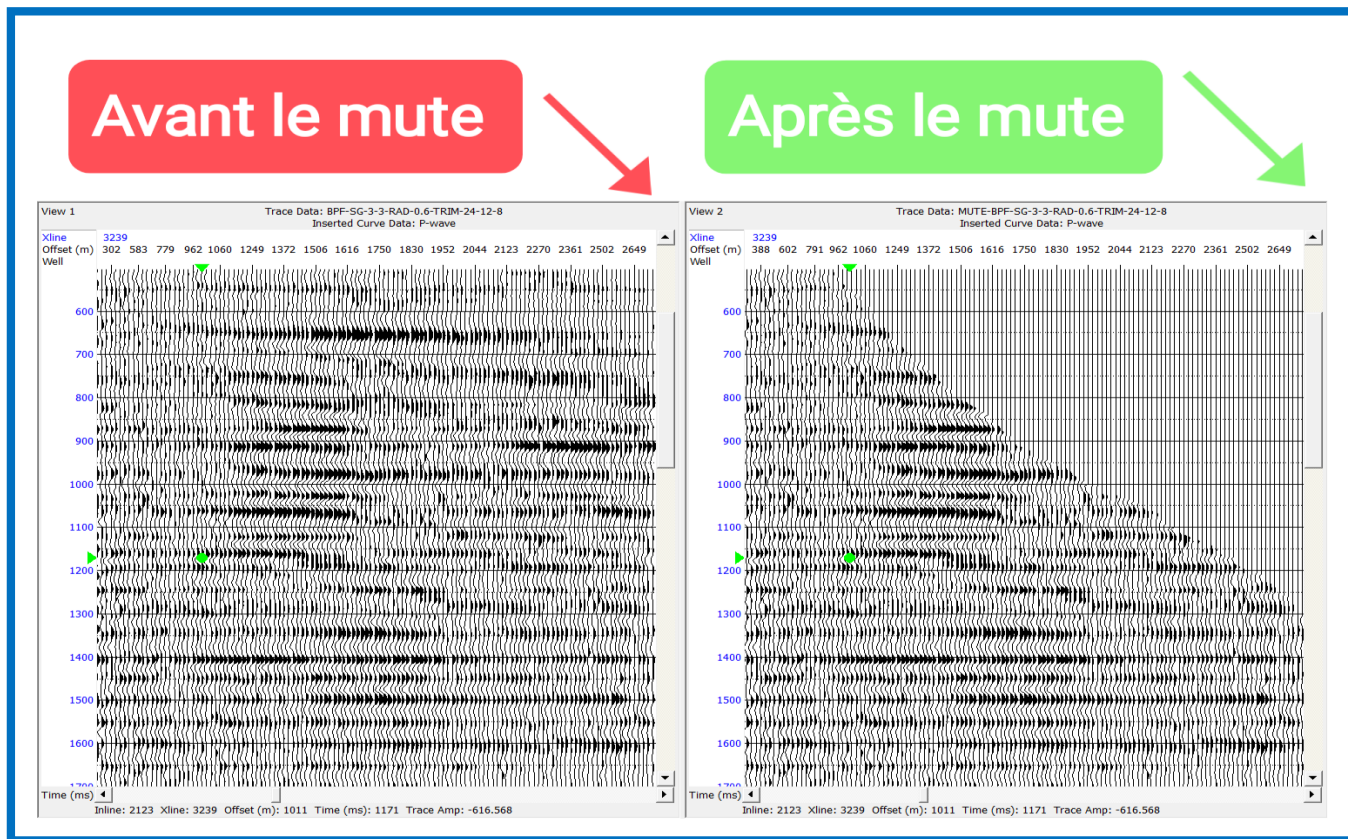 Avant le mute
Après le mute
View 1
Trace Data: BPF-SG-3-3-RAD-0.6-TRIM-24-12-8
Inserted Curve Data: P-wave
Xline 3239
Offset (m) 302 583 779 962 1060 1249 1372 1506 1616 1750 1830 1952 2044 2123 2270 2361 2502 2649
Well
600
700
800
900
1000
1100
1200
1300
1400
1500
1600
1700
Time (ms)
Inline: 2123 Xline: 3239 Offset (m): 1011 Time (ms): 1171 Trace Amp: -616.568
View 2
Trace Data: MUTE-BPF-SG-3-3-RAD-0.6-TRIM-24-12-8
Inserted Curve Data: P-wave
Xline 3239
Offset (m) 388 602 791 962 1060 1249 1372 1506 1616 1750 1830 1952 2044 2123 2270 2361 2502 2649
Well
600
700
800
900
1000
1100
1200
1300
1400
1500
1600
1700
Time (ms)
Inline: 2123 Xline: 3239 Offset (m): 1011 Time (ms): 1171 Trace Amp: -616.568